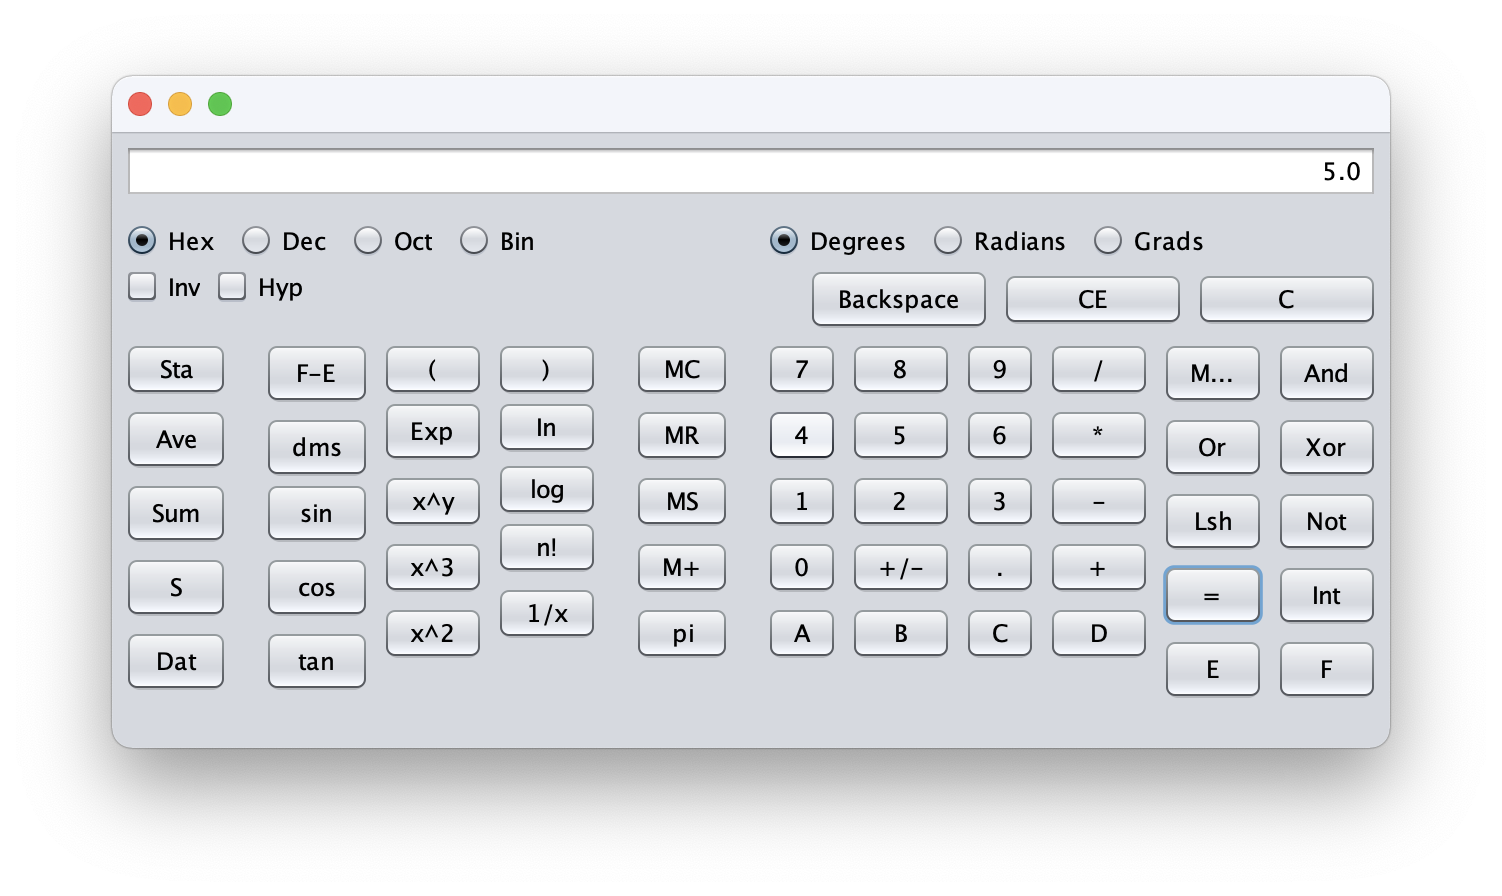 5.0
Hex Dec Oct Bin Degrees Radians Grads
Inv Hyp Backspace CE C
Sta F-E ( ) MC 7 8 9 / M... And
Ave dms Exp ln MR 4 5 6 * Or Xor
Sum sin x^y log MS 1 2 3 - Lsh Not
S cos x^3 n! M+ 0 +/- . + = Int
Dat tan x^2 1/x pi A B C D E F